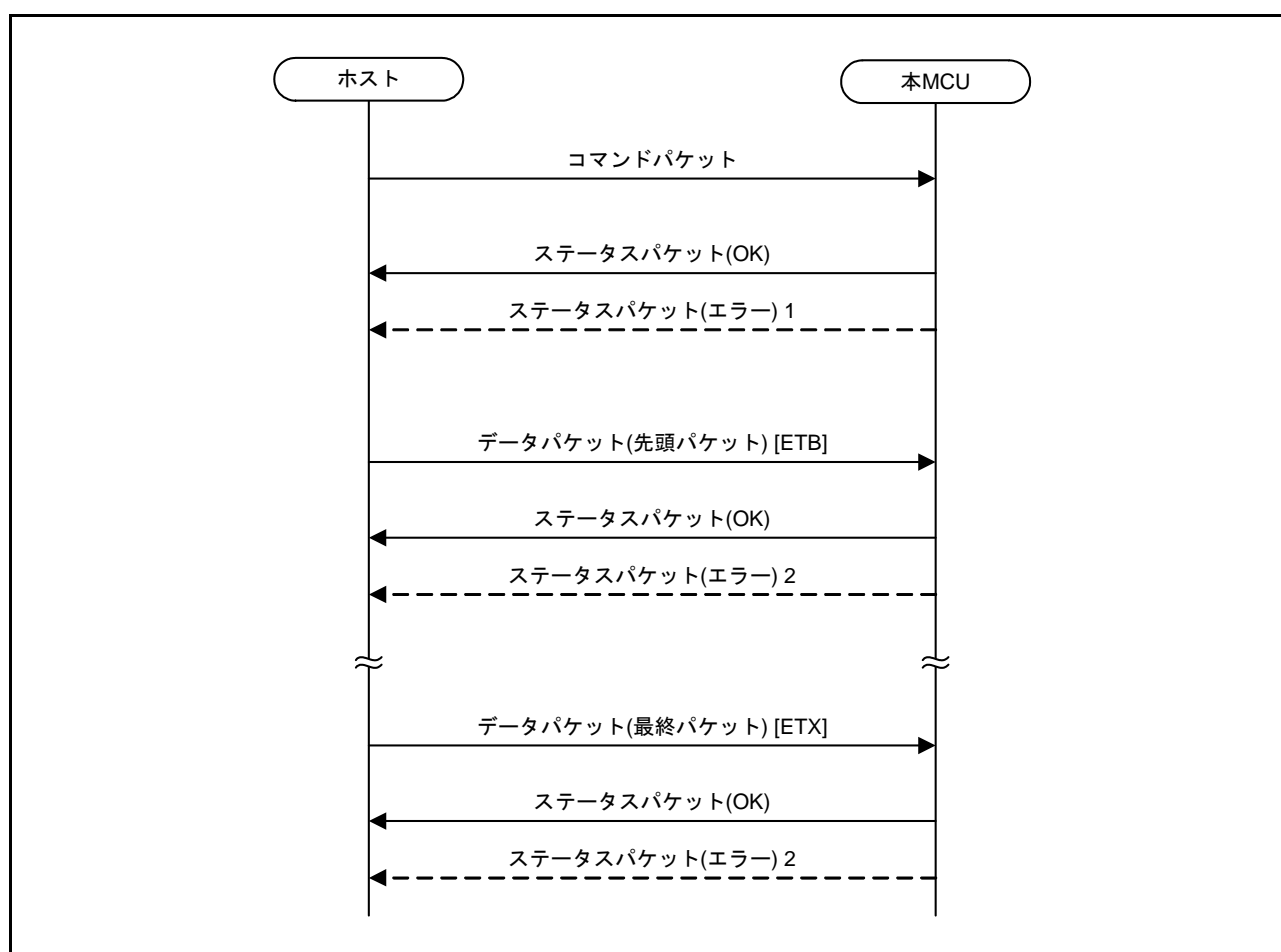 ホスト
本MCU
コマンドパケット
ステータスパケット(OK)
ステータスパケット(エラー) 1
データパケット(先頭パケット) [ETB]
ステータスパケット(OK)
ステータスパケット(エラー) 2
データパケット(最終パケット) [ETX]
ステータスパケット(OK)
ステータスパケット(エラー) 2